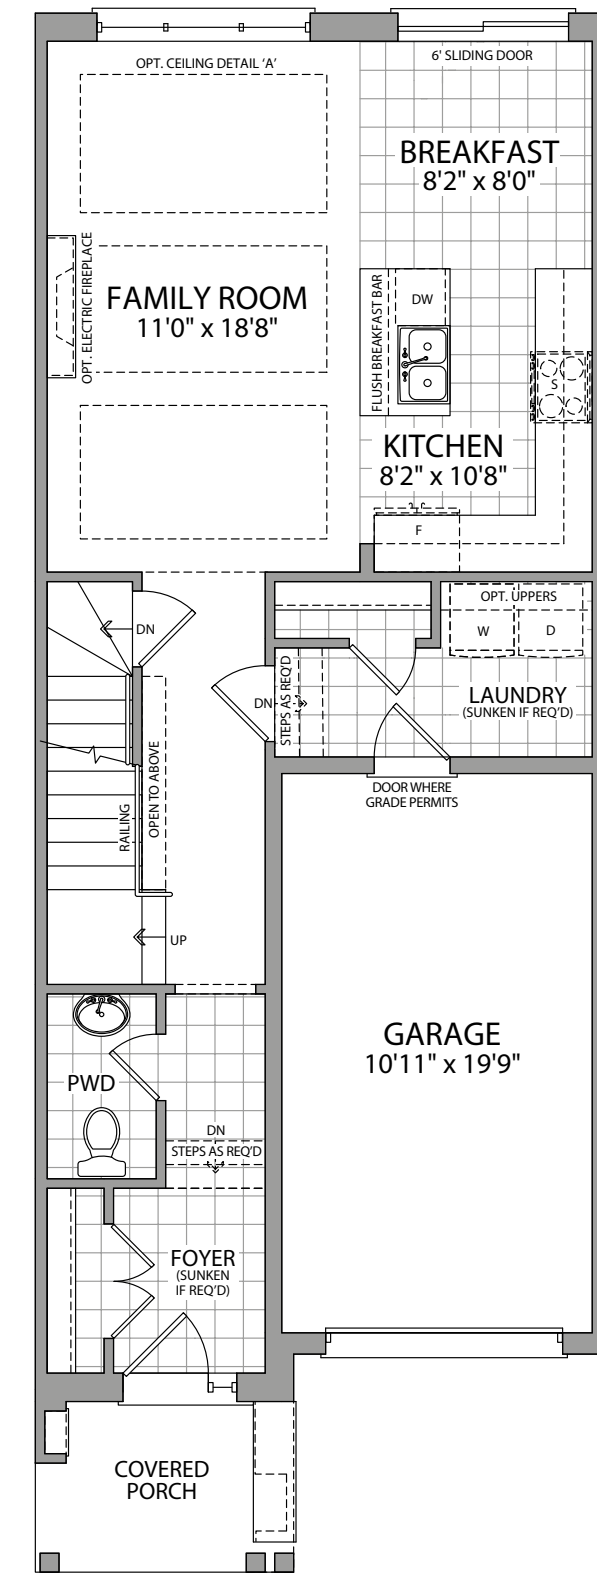 OPT. CEILING DETAIL ‘A’
6' SLIDING DOOR
BREAKFAST
8'2" x 8'0"
OPT. ELECTRIC FIREPLACE
FAMILY ROOM
11'0" x 18'8"
FLUSH BREAKFAST BAR
DW
S
KITCHEN
8'2" x 10'8"
F
OPT. UPPERS
W
D
DN
DN
STEPS AS REQ'D
LAUNDRY
(SUNKEN IF REQ'D)
DOOR WHERE
GRADE PERMITS
RAILING
OPEN TO ABOVE
UP
GARAGE
10'11" x 19'9"
PWD
DN
STEPS AS REQ'D
FOYER
(SUNKEN
IF REQ'D)
COVERED
PORCH